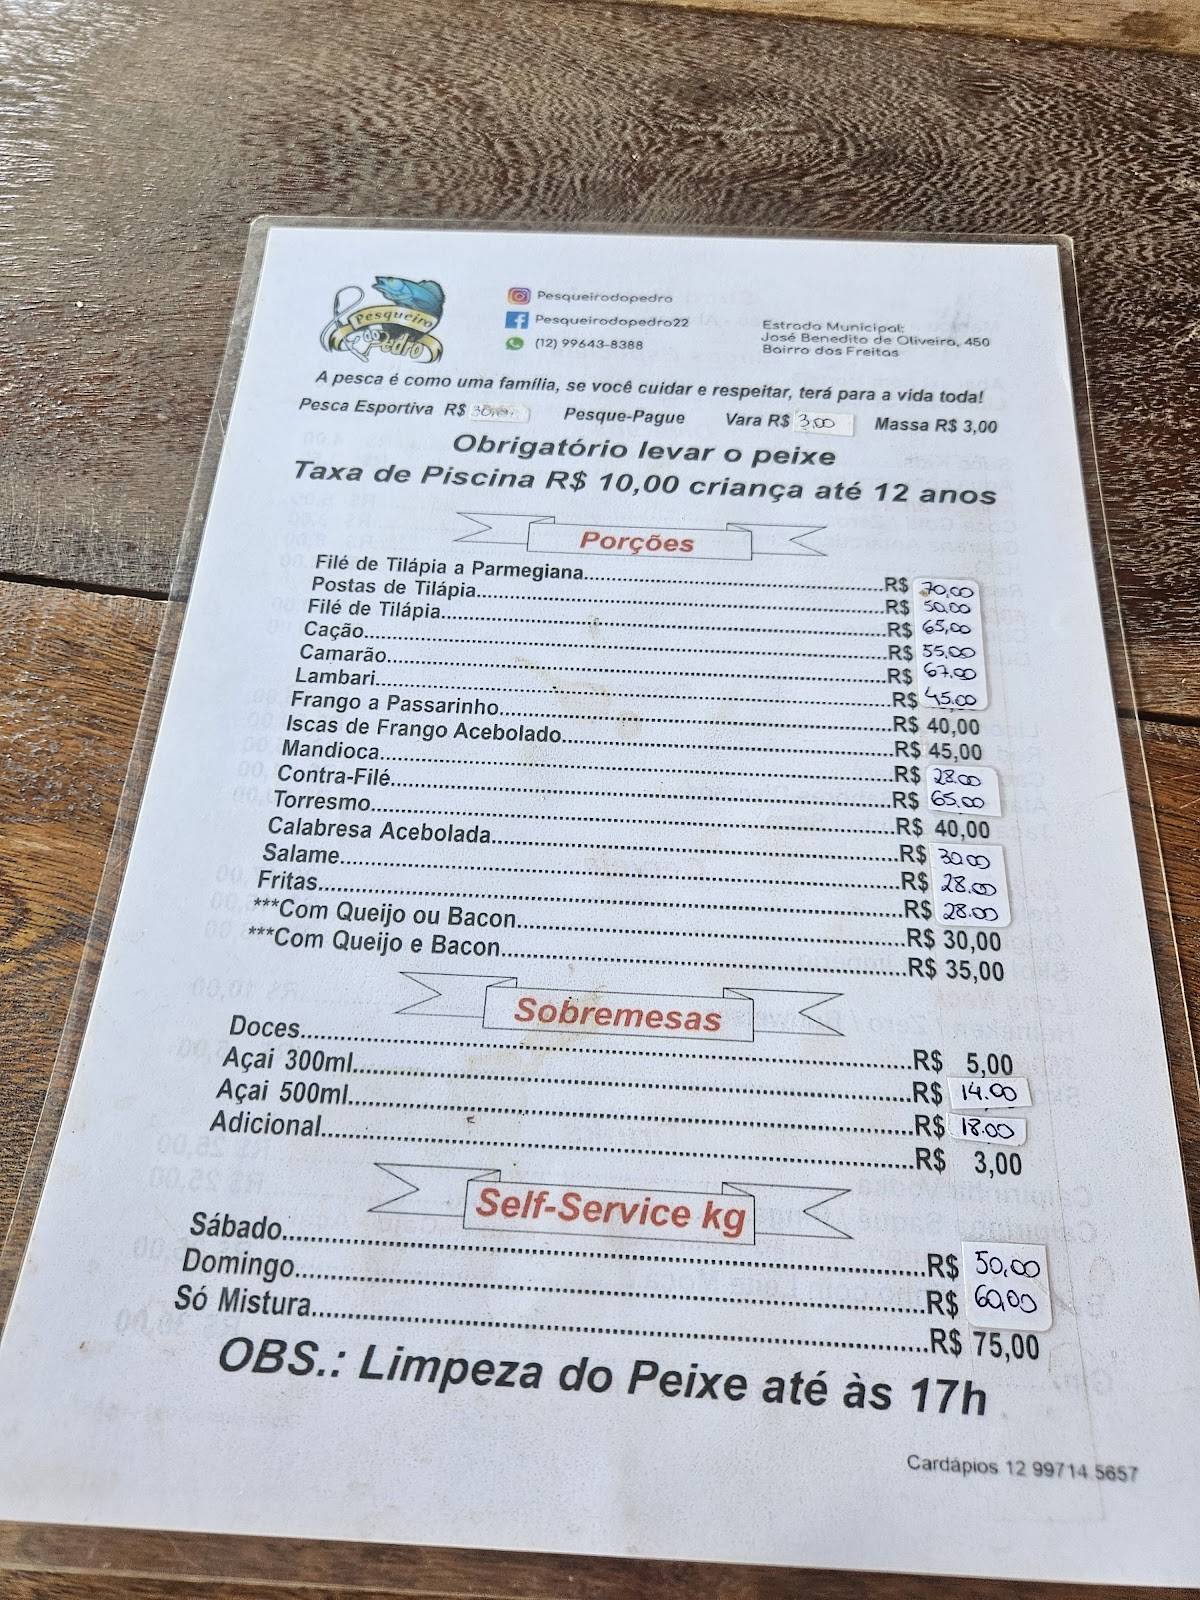 Pesqueiro
do
Pedro
Pesqueirodopedro
Pesqueirodopedro22
(12) 99643-8388
Estrada Municipal:
José Benedito de Oliveira, 450
Bairro dos Freitas
A pesca é como uma família, se você cuidar e respeitar, terá para a vida toda!
Pesca Esportiva R$ 30,00 Pesque-Pague Vara R$ 3,00 Massa R$ 3,00
Obrigatório levar o peixe
Taxa de Piscina R$ 10,00 criança até 12 anos
Porções
Filé de Tilápia a Parmegiana R$ 70,00
Postas de Tilápia R$ 50,00
Filé de Tilápia R$ 65,00
Cação R$ 55,00
Camarão R$ 67.00
Lambari R$ 45,00
Frango a Passarinho R$ 40,00
Iscas de Frango Acebolado R$ 45,00
Mandioca R$ 28.00
Contra-Filé R$ 65.00
Torresmo R$ 40,00
Calabresa Acebolada R$ 30.00
Salame R$ 28.00
Fritas R$ 28.00
***Com Queijo ou Bacon R$ 30,00
***Com Queijo e Bacon R$ 35,00
Sobremesas
Doces R$ 5,00
Açai 300ml R$ 14.00
Açai 500ml R$ 18.00
Adicional R$ 3,00
Self-Service kg
Sábado R$ 50,00
Domingo R$ 60,00
Só Mistura R$ 75,00
OBS.: Limpeza do Peixe até às 17h
Cardápios 12 99714.5657